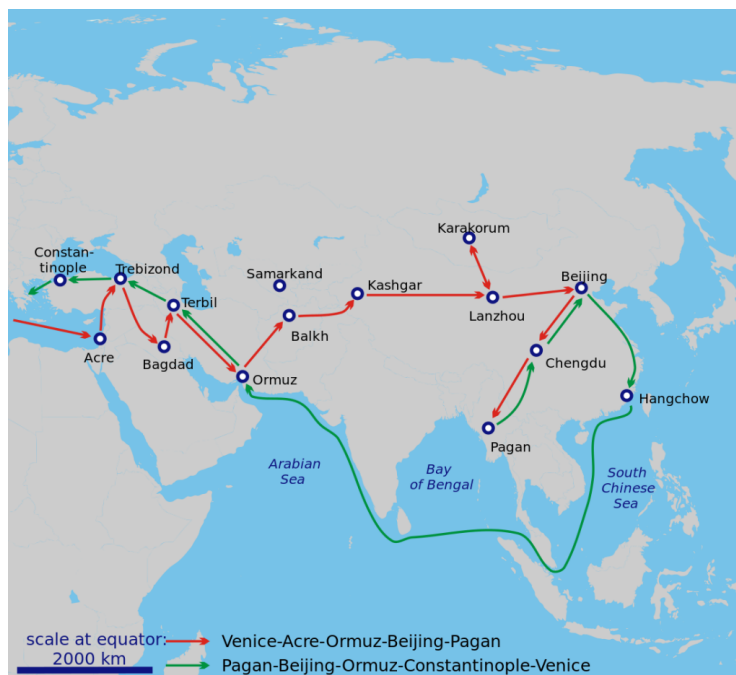 Karakorum
Constan-
tinople
Trebizond
Samarkand
Beijing
Kashgar
Terbil
Lanzhou
Balkh
Acre
Bagdad
Chengdu
Ormuz
Hangchow
Pagan
Arabian
Sea
Bay
of Bengal
South
Chinese
Sea
scale at equator:
2000 km
Venice-Acre-Ormuz-Beijing-Pagan
Pagan-Beijing-Ormuz-Constantinople-Venice